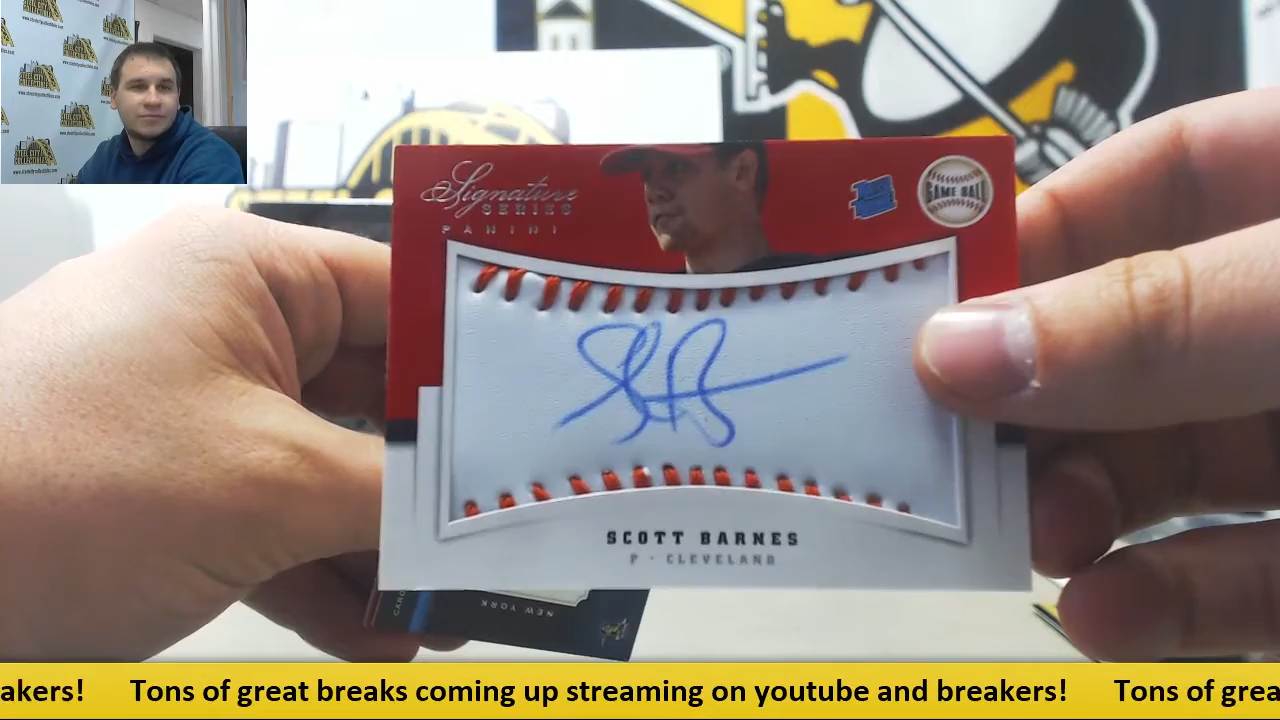 Signature
SERIES
PANINI
GAME BALL
SCOTT BARNES
P · CLEVELAND
NEW YORK
akers! Tons of great breaks coming up streaming on youtube and breakers! Tons of grea